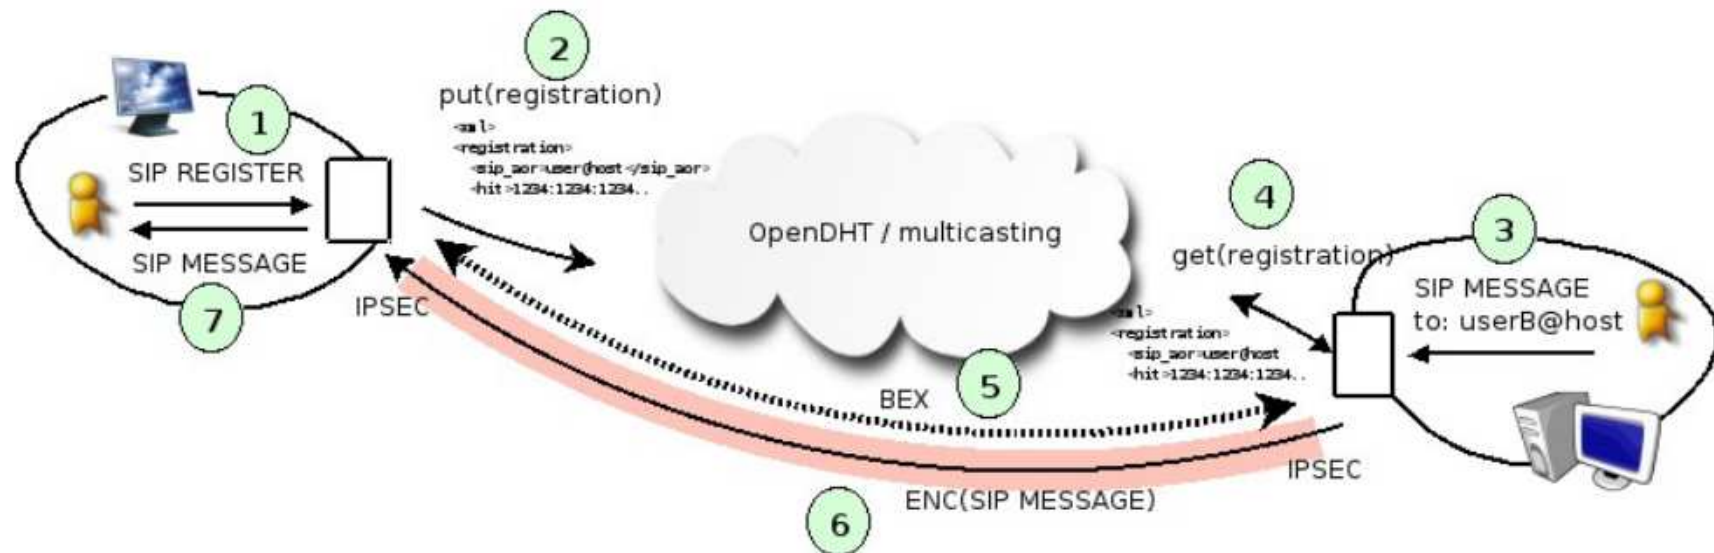 2
put(registration)
<xml>
<registration>
<sip_aor>user@host</sip_aor>
<hit>1234:1234:1234..
1
SIP REGISTER
SIP MESSAGE
7
IPSEC
OpenDHT / multicasting
4
get(registration)
<xml>
<registration>
<sip_aor>user@host
<hit>1234:1234:1234..
3
SIP MESSAGE
to: userB@host
5
BEX
IPSEC
ENC(SIP MESSAGE)
6